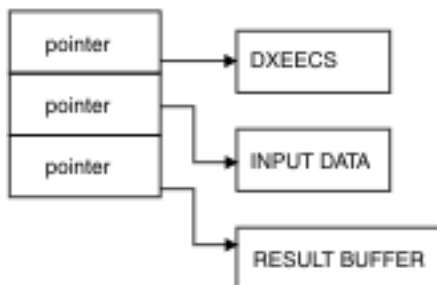 pointer
DXEECS
pointer
INPUT DATA
pointer
RESULT BUFFER